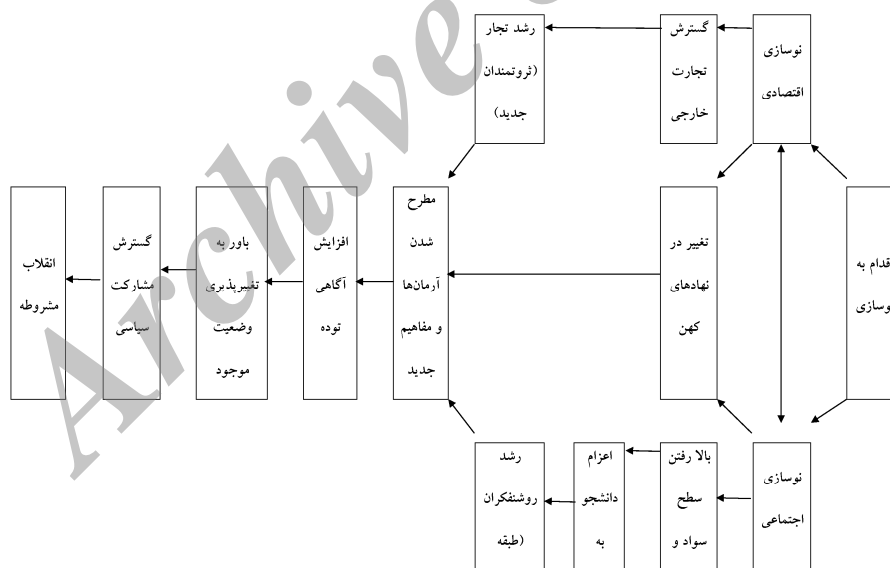 قدام به
وسازی
نوسازی
اقتصادی
گسترش
تجارت
خارجی
رشد تجار
(ثروتمندان
جدید)
تغییر در
نهادهای
کهن
مطرح
شدن
آرمان‌ها
و مفاهیم
جدید
افزایش
آگاهی
توده
باور به
تغییرپذیری
وضعیت
موجود
گسترش
مشارکت
سیاسی
انقلاب
مشروطه
نوسازی
اجتماعی
بالا رفتن
سطح
سواد و
اعزام
دانشجو
به
رشد
روشنفکران
(طبقه
Archive